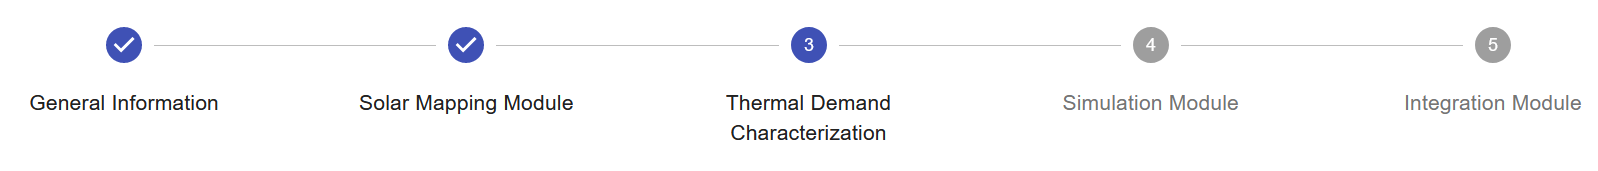 3
4
5
General Information
Solar Mapping Module
Thermal Demand
Characterization
Simulation Module
Integration Module